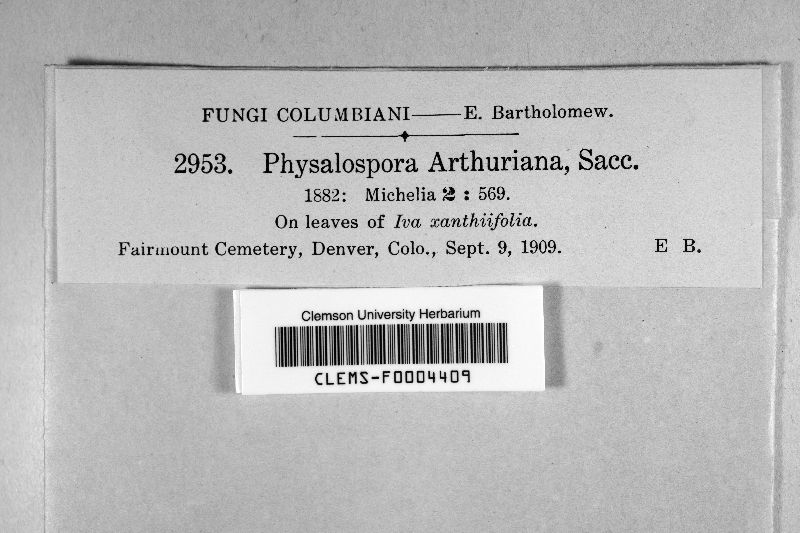 FUNGI COLUMBIANI——E. Bartholomew.
2953. Physalospora Arthuriana, Sacc.
1882: Michelia 2 : 569.
On leaves of Iva xanthiifolia.
Fairmount Cemetery, Denver, Colo., Sept. 9, 1909. E B.
Clemson University Herbarium
CLEMS-F0004409